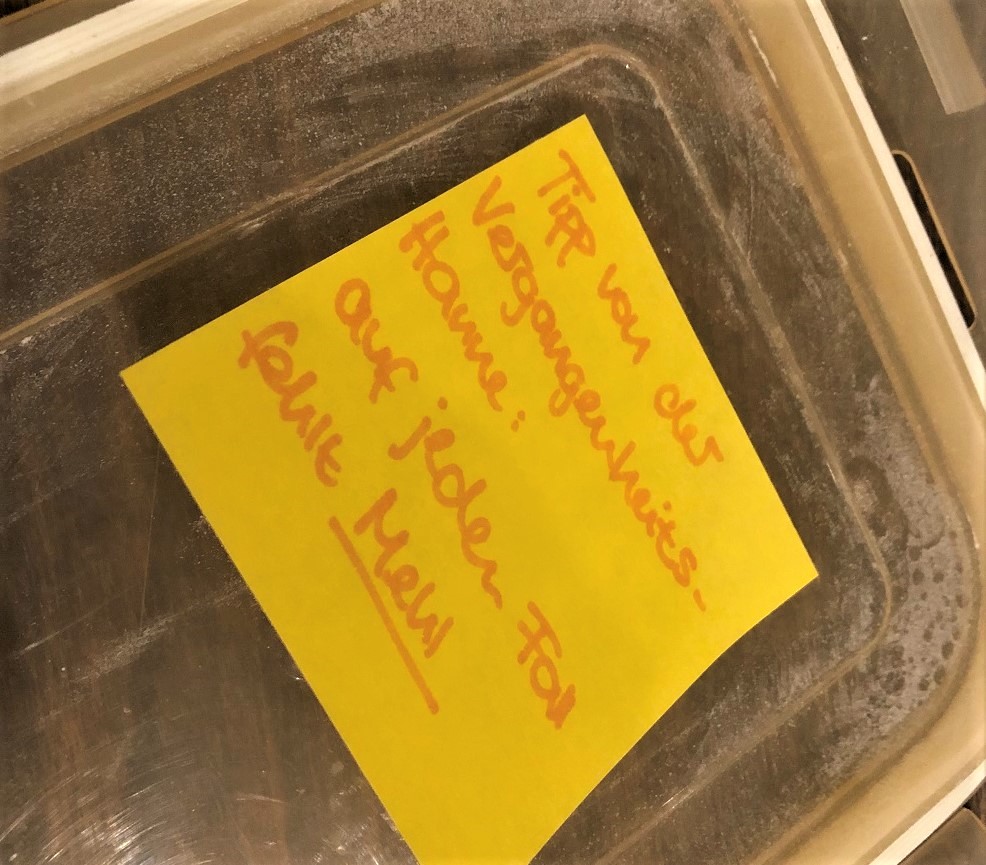 Tipp von der
Vergangenheits-
Hanne:
auf jeden Fall
fehlt Mehl